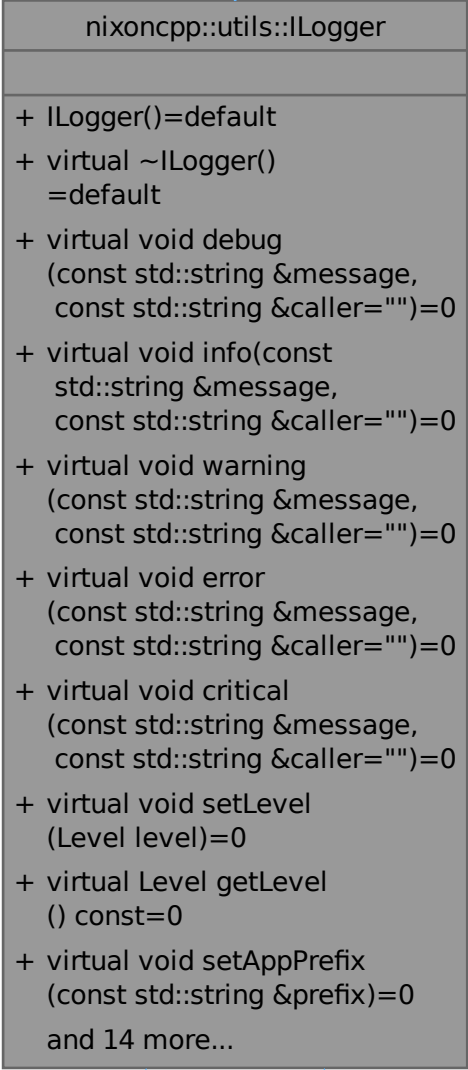 nixoncpp::utils::ILogger
+ ILogger()=default
+ virtual ~ILogger()
=default
+ virtual void debug
(const std::string &message,
const std::string &caller="")=0
+ virtual void info(const
std::string &message,
const std::string &caller="")=0
+ virtual void warning
(const std::string &message,
const std::string &caller="")=0
+ virtual void error
(const std::string &message,
const std::string &caller="")=0
+ virtual void critical
(const std::string &message,
const std::string &caller="")=0
+ virtual void setLevel
(Level level)=0
+ virtual Level getLevel
() const=0
+ virtual void setAppPrefix
(const std::string &prefix)=0
and 14 more...